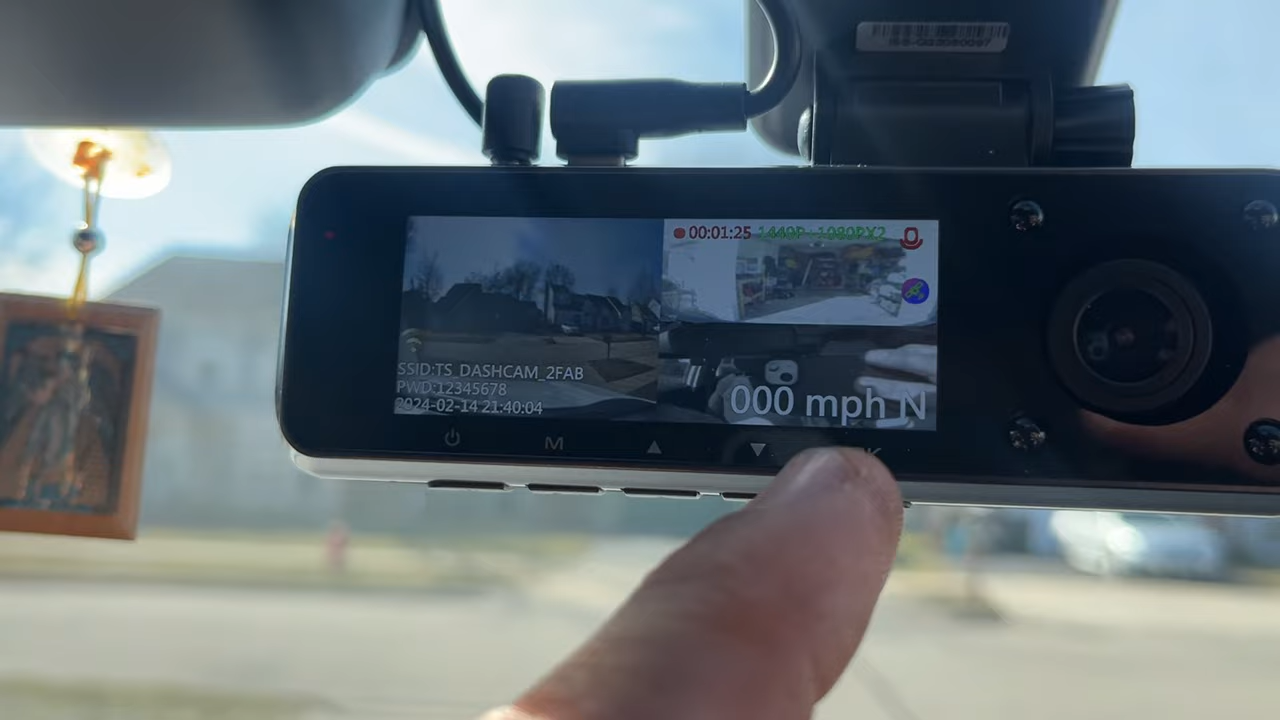 00:01:25 1440P+1080PX2
SSID:TS_DASHCAM_2FAB
PWD:12345678
2024-02-14 21:40:04
000 mph N
M
K